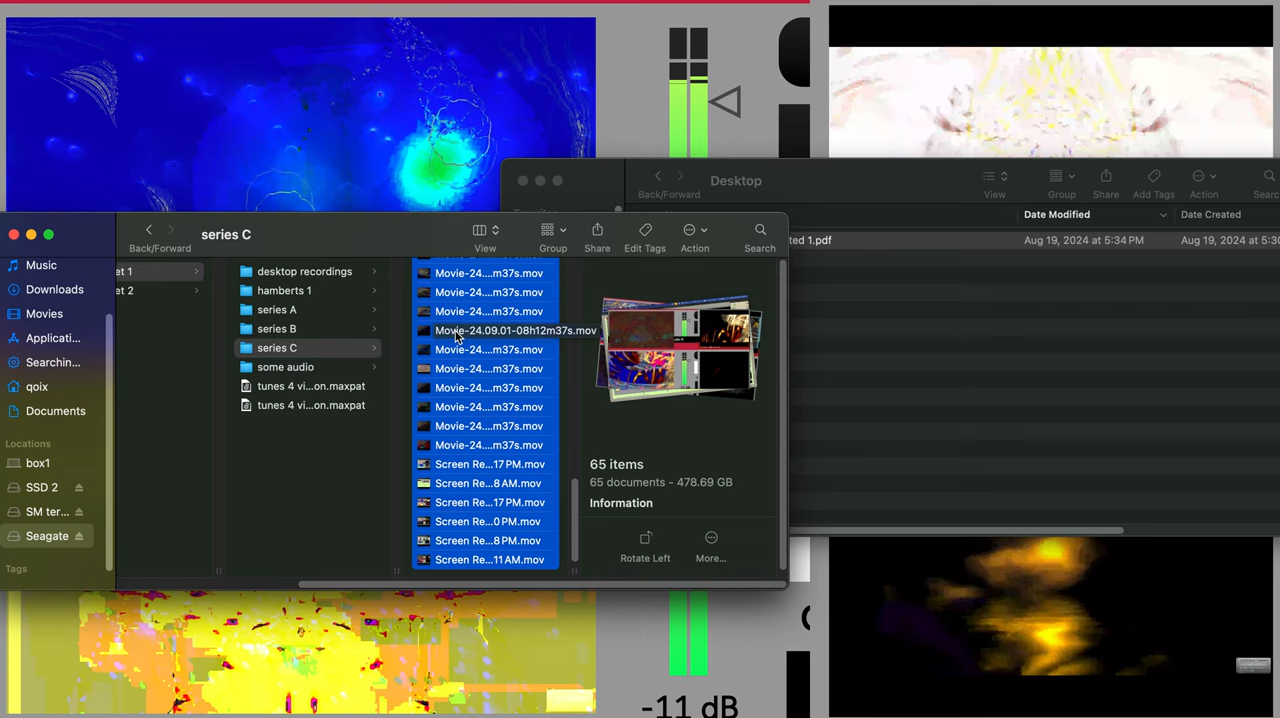 Desktop
Back/Forward
View
Group
Share
Add Tags
Action
Date Modified
Date Created
ted 1.pdf
Aug 19, 2024 at 5:34 PM
series C
Back/Forward
View
Group
Share
Edit Tags
Action
Search
Music
Downloads
Movies
Applicati...
Searchin...
qoix
Documents
Locations
box1
SSD 2
SM ter...
Seagate
Tags
et 1
et 2
desktop recordings
hamberts 1
series A
series B
series C
some audio
tunes 4 vi...on.maxpat
tunes 4 vi...on.maxpat
Movie-24....m37s.mov
Movie-24....m37s.mov
Movie-24....m37s.mov
Movie-24.09.01-08h12m37s.mov
Movie-24....m37s.mov
Movie-24....m37s.mov
Movie-24....m37s.mov
Movie-24....m37s.mov
Movie-24....m37s.mov
Movie-24....m37s.mov
Screen Re...17 PM.mov
Screen Re...8 AM.mov
Screen Re...17 PM.mov
Screen Re...0 PM.mov
Screen Re...8 PM.mov
Screen Re...11 AM.mov
65 items
65 documents - 478.69 GB
Information
Rotate Left
More...
-11 dB